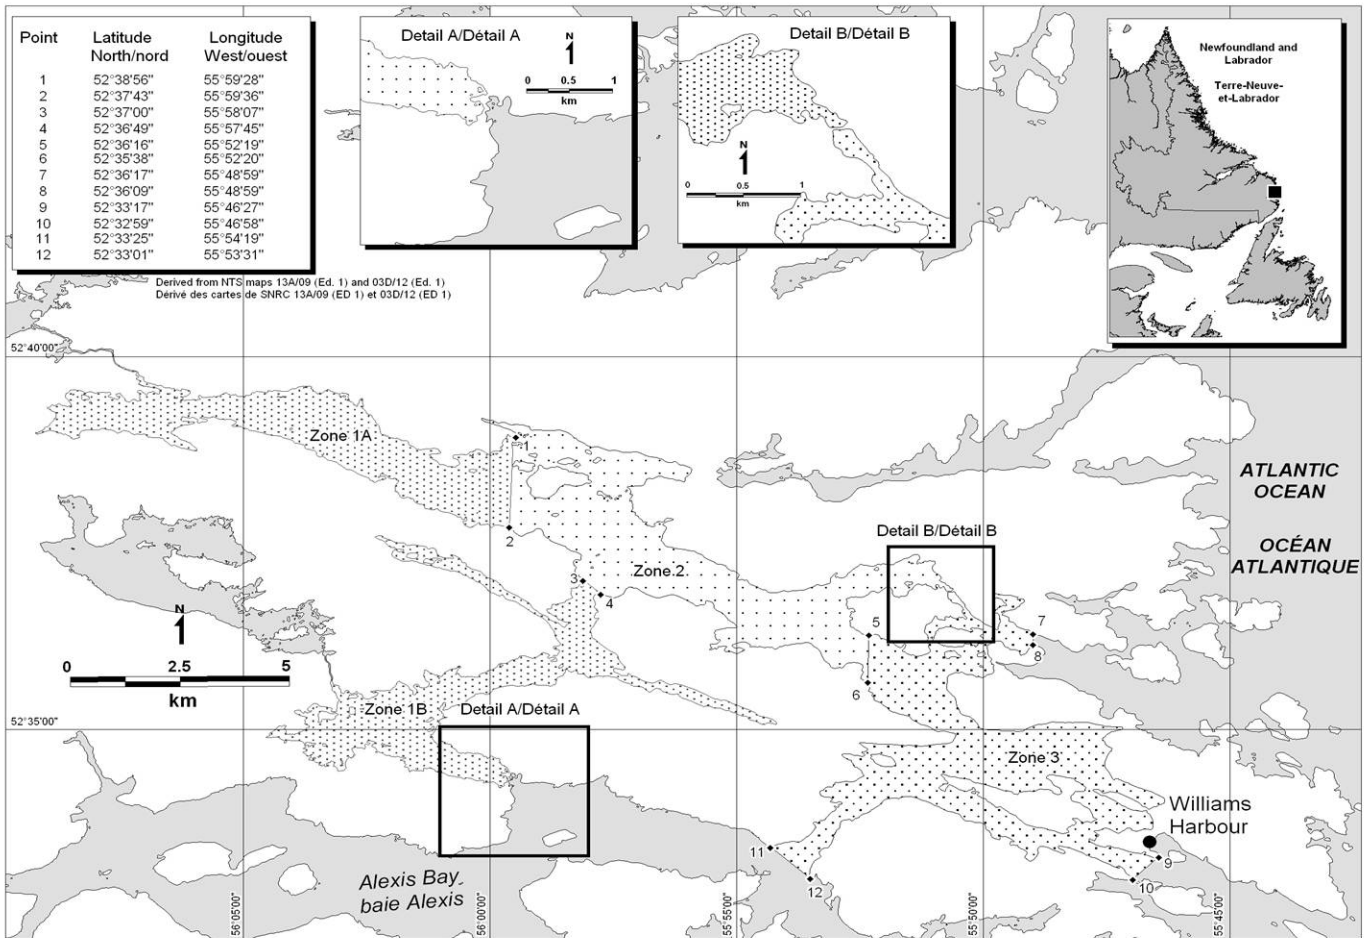 Point Latitude Longitude
North/nord West/ouest
1 52°38'56" 55°59'28"
2 52°37'43" 55°59'36"
3 52°37'00" 55°58'07"
4 52°36'49" 55°57'45"
5 52°36'16" 55°52'19"
6 52°35'38" 55°52'20"
7 52°36'17" 55°48'59"
8 52°36'09" 55°48'59"
9 52°33'17" 55°46'27"
10 52°32'59" 55°46'58"
11 52°33'25" 55°54'19"
12 52°33'01" 55°53'31"
Detail A/Détail A
N
0 0.5 1
km
Detail B/Détail B
N
0 0.5 1
km
Newfoundland and
Labrador
Terre-Neuve-
et-Labrador
Derived from NTS maps 13A/09 (Ed. 1) and 03D/12 (Ed. 1)
Dérivé des cartes de SNRC 13A/09 (ED 1) et 03D/12 (ED 1)
52°40'00"
Zone 1A
1
2
ATLANTIC
OCEAN
OCÉAN
ATLANTIQUE
Detail B/Détail B
Zone 2
3
4
5
6
7
8
N
0 2.5 5
km
Zone 1B
Detail A/Détail A
52°35'00"
Zone 3
Williams
Harbour
9
10
11
12
Alexis Bay
baie Alexis
56°05'00"
56°00'00"
55°55'00"
55°50'00"
55°45'00"